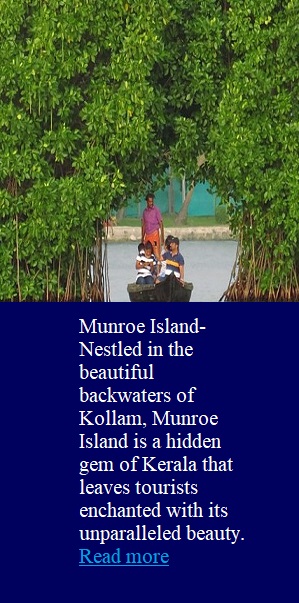 Munroe Island-
Nestled in the
beautiful
backwaters of
Kollam, Munroe
Island is a hidden
gem of Kerala that
leaves tourists
enchanted with its
unparalleled beauty.
Read more